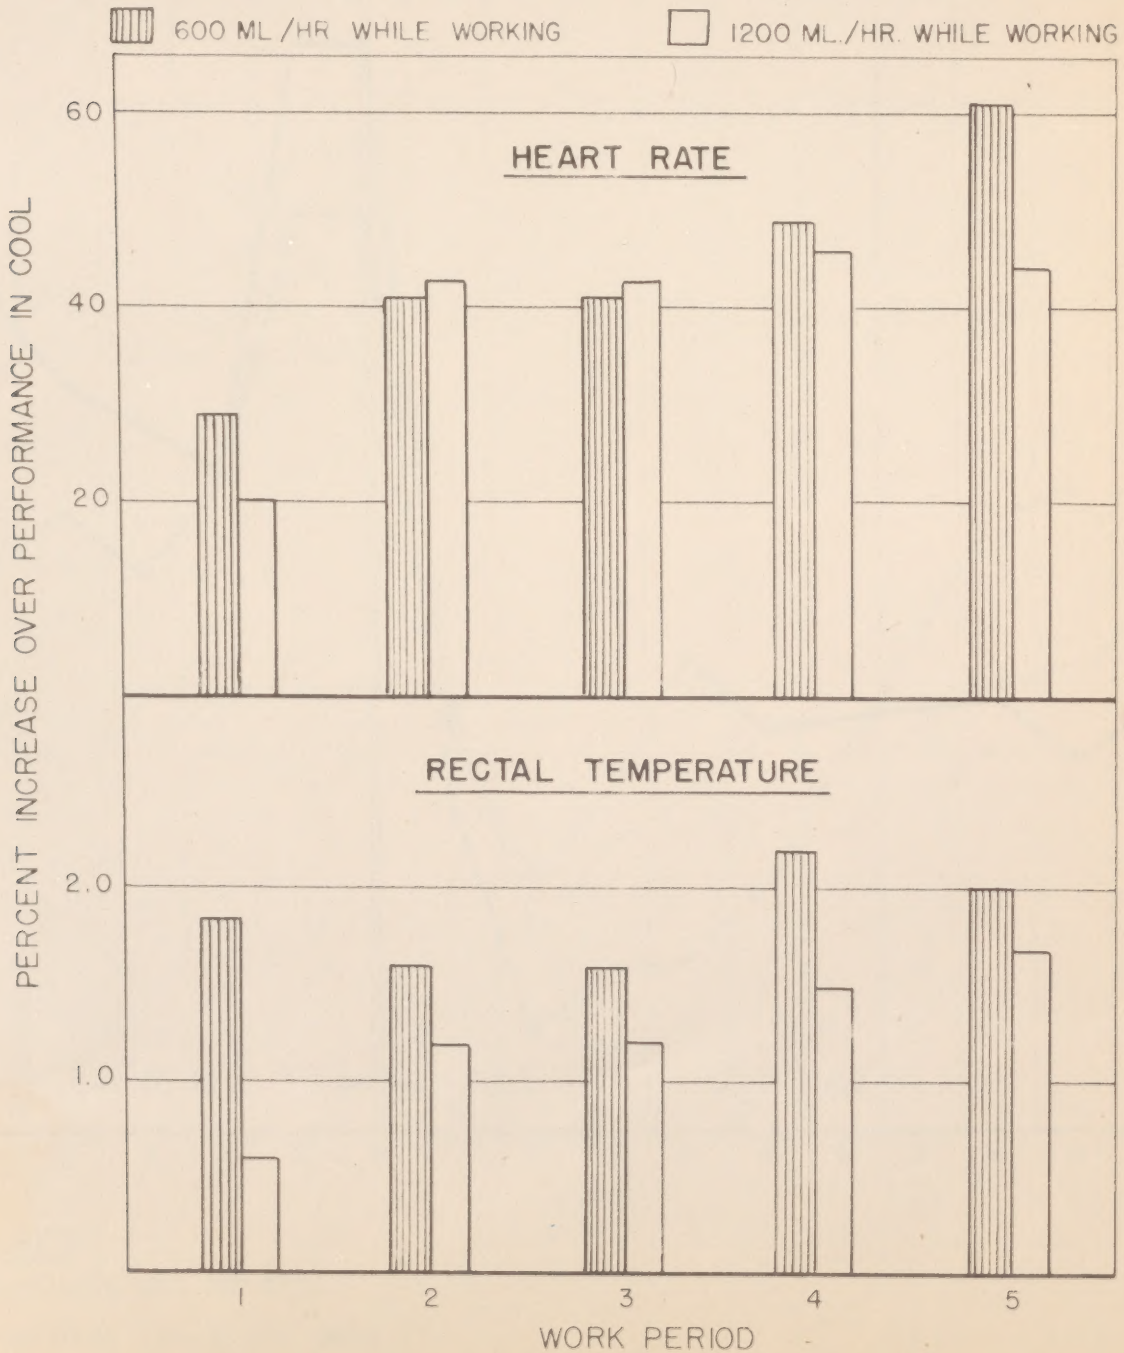 600 ML./HR WHILE WORKING
1200 ML./HR. WHILE WORKING
PERCENT INCREASE OVER PERFORMANCE IN COOL
HEART RATE
60
40
20
RECTAL TEMPERATURE
2.0
1.0
1 2 3 4 5
WORK PERIOD